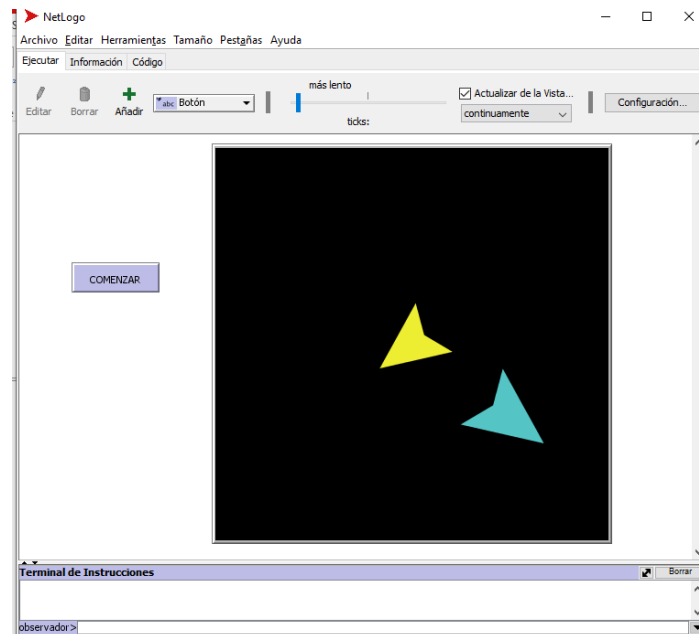 NetLogo
Archivo Editar Herramientas Tamaño Pestañas Ayuda
Ejecutar Información Código
más lento
Editar Borrar Añadir abc Botón
ticks:
Actualizar de la Vista...
continuamente
Configuración...
COMENZAR
Terminal de Instrucciones Borrar
observador>